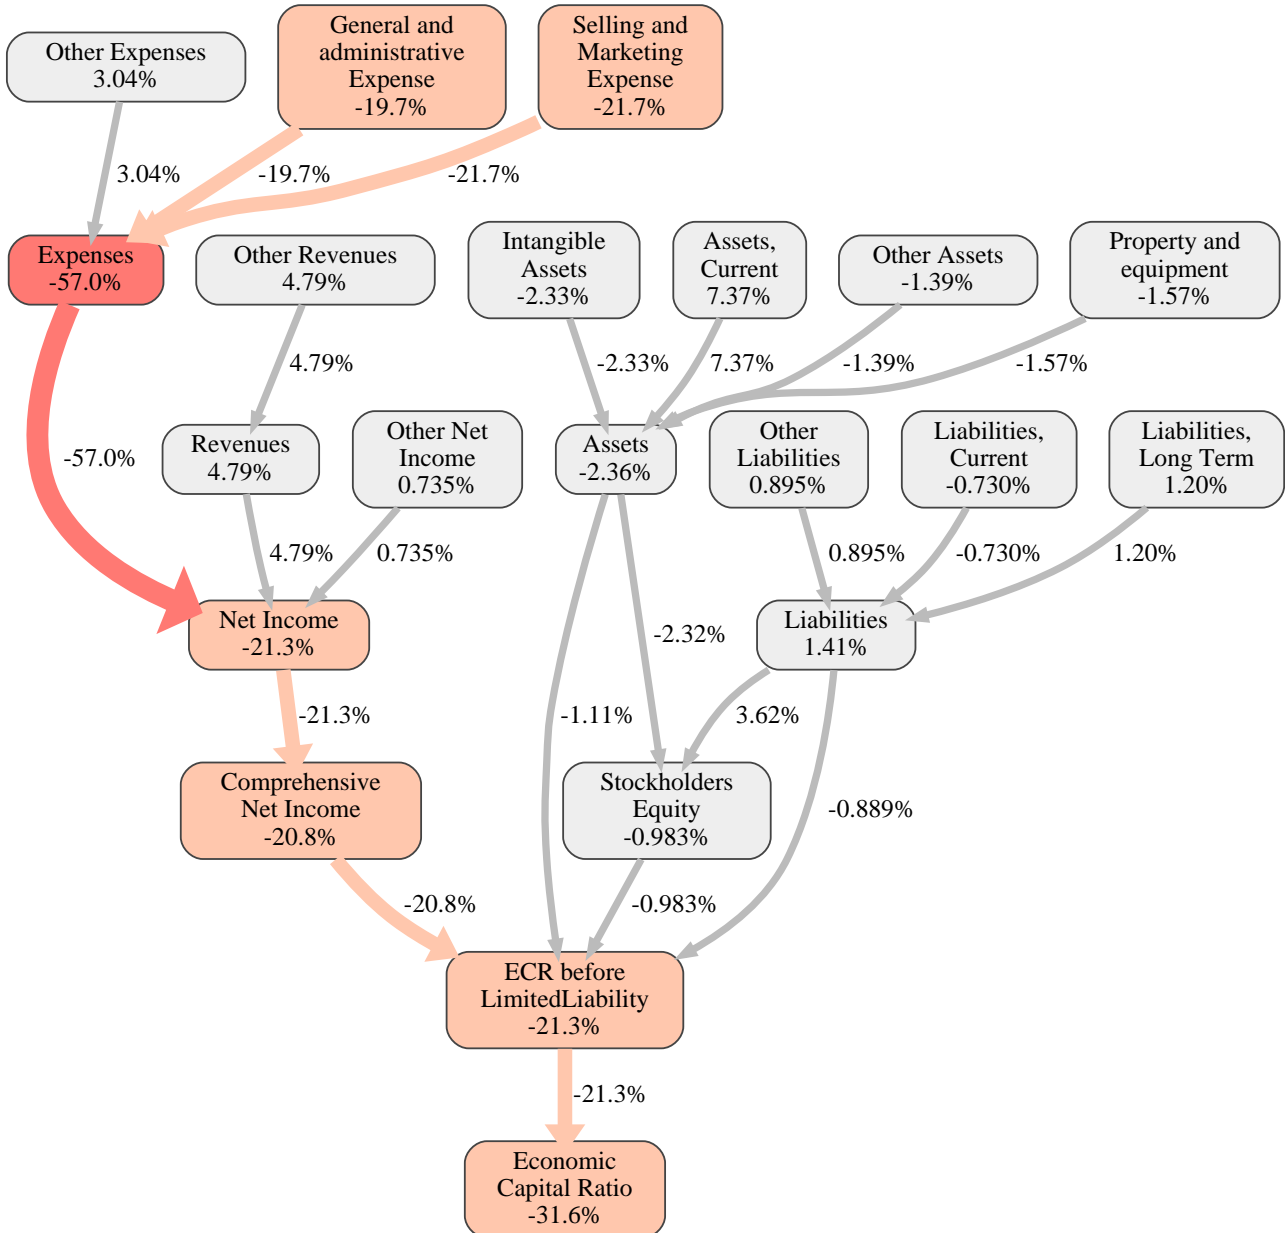 Other Expenses
3.04%
General and
administrative
Expense
-19.7%
Selling and
Marketing
Expense
-21.7%
3.04%
-19.7%
-21.7%
Expenses
-57.0%
Other Revenues
4.79%
Intangible
Assets
-2.33%
Assets,
Current
7.37%
Other Assets
-1.39%
Property and
equipment
-1.57%
4.79%
-2.33%
7.37%
-1.39%
-1.57%
-57.0%
Revenues
4.79%
Other Net
Income
0.735%
Assets
-2.36%
Other
Liabilities
0.895%
Liabilities,
Current
-0.730%
Liabilities,
Long Term
1.20%
4.79%
0.735%
0.895%
-0.730%
1.20%
Net Income
-21.3%
-2.32%
Liabilities
1.41%
-21.3%
-1.11%
3.62%
Comprehensive
Net Income
-20.8%
Stockholders
Equity
-0.983%
-0.889%
-20.8%
-0.983%
ECR before
LimitedLiability
-21.3%
-21.3%
Economic
Capital Ratio
-31.6%